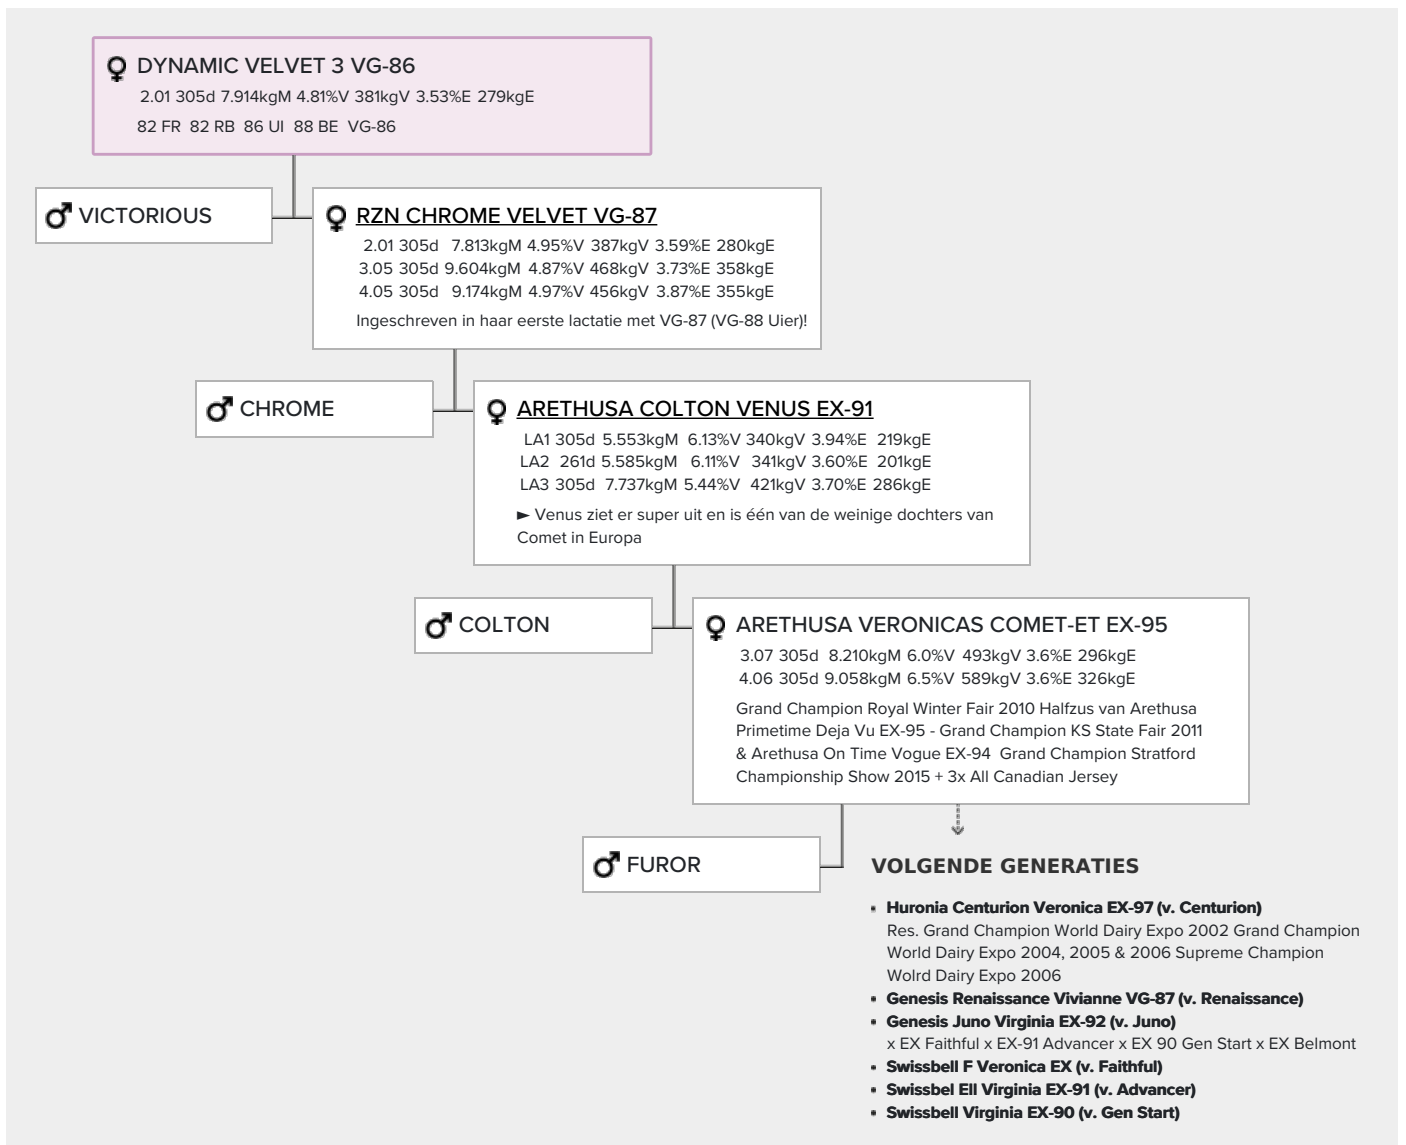 DYNAMIC VELVET 3 VG-86
2.01 305d 7.914kgM 4.81%V 381kgV 3.53%E 279kgE
82 FR 82 RB 86 UI 88 BE VG-86
VICTORIOUS
RZN CHROME VELVET VG-87
2.01 305d 7.813kgM 4.95%V 387kgV 3.59%E 280kgE
3.05 305d 9.604kgM 4.87%V 468kgV 3.73%E 358kgE
4.05 305d 9.174kgM 4.97%V 456kgV 3.87%E 355kgE
Ingeschreven in haar eerste lactatie met VG-87 (VG-88 Uier)!
CHROME
ARETHUSA COLTON VENUS EX-91
LA1 305d 5.553kgM 6.13%V 340kgV 3.94%E 219kgE
LA2 261d 5.585kgM 6.11%V 341kgV 3.60%E 201kgE
LA3 305d 7.737kgM 5.44%V 421kgV 3.70%E 286kgE
► Venus ziet er super uit en is één van de weinige dochters van
Comet in Europa
COLTON
ARETHUSA VERONICAS COMET-ET EX-95
3.07 305d 8.210kgM 6.0%V 493kgV 3.6%E 296kgE
4.06 305d 9.058kgM 6.5%V 589kgV 3.6%E 326kgE
Grand Champion Royal Winter Fair 2010 Halfzus van Arethusa
Primetime Deja Vu EX-95 - Grand Champion KS State Fair 2011
& Arethusa On Time Vogue EX-94 Grand Champion Stratford
Championship Show 2015 + 3x All Canadian Jersey
FUROR
VOLGENDE GENERATIES
▪ Huronia Centurion Veronica EX-97 (v. Centurion)
Res. Grand Champion World Dairy Expo 2002 Grand Champion
World Dairy Expo 2004, 2005 & 2006 Supreme Champion
Wolrd Dairy Expo 2006
▪ Genesis Renaissance Vivianne VG-87 (v. Renaissance)
▪ Genesis Juno Virginia EX-92 (v. Juno)
x EX Faithful x EX-91 Advancer x EX 90 Gen Start x EX Belmont
▪ Swissbell F Veronica EX (v. Faithful)
▪ Swissbel Ell Virginia EX-91 (v. Advancer)
▪ Swissbell Virginia EX-90 (v. Gen Start)